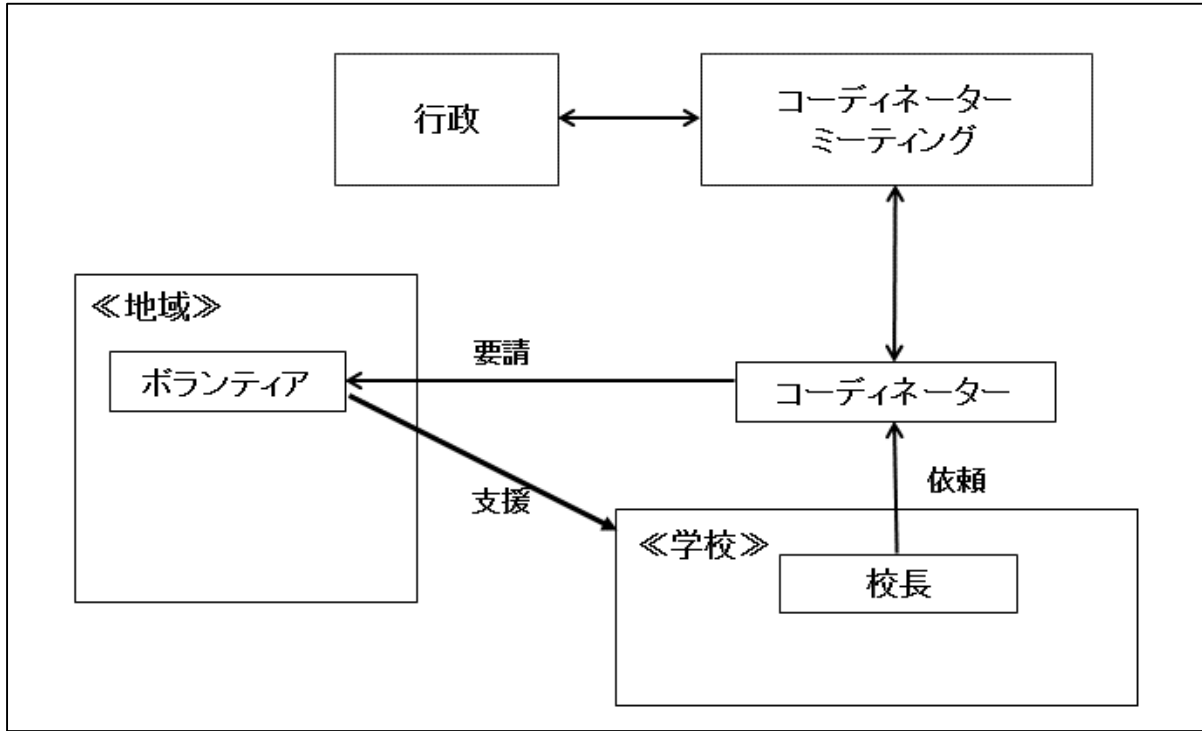 行政
コーディネーター
ミーティング
≪地域≫
ボランティア
要請
コーディネーター
支援
依頼
≪学校≫
校長